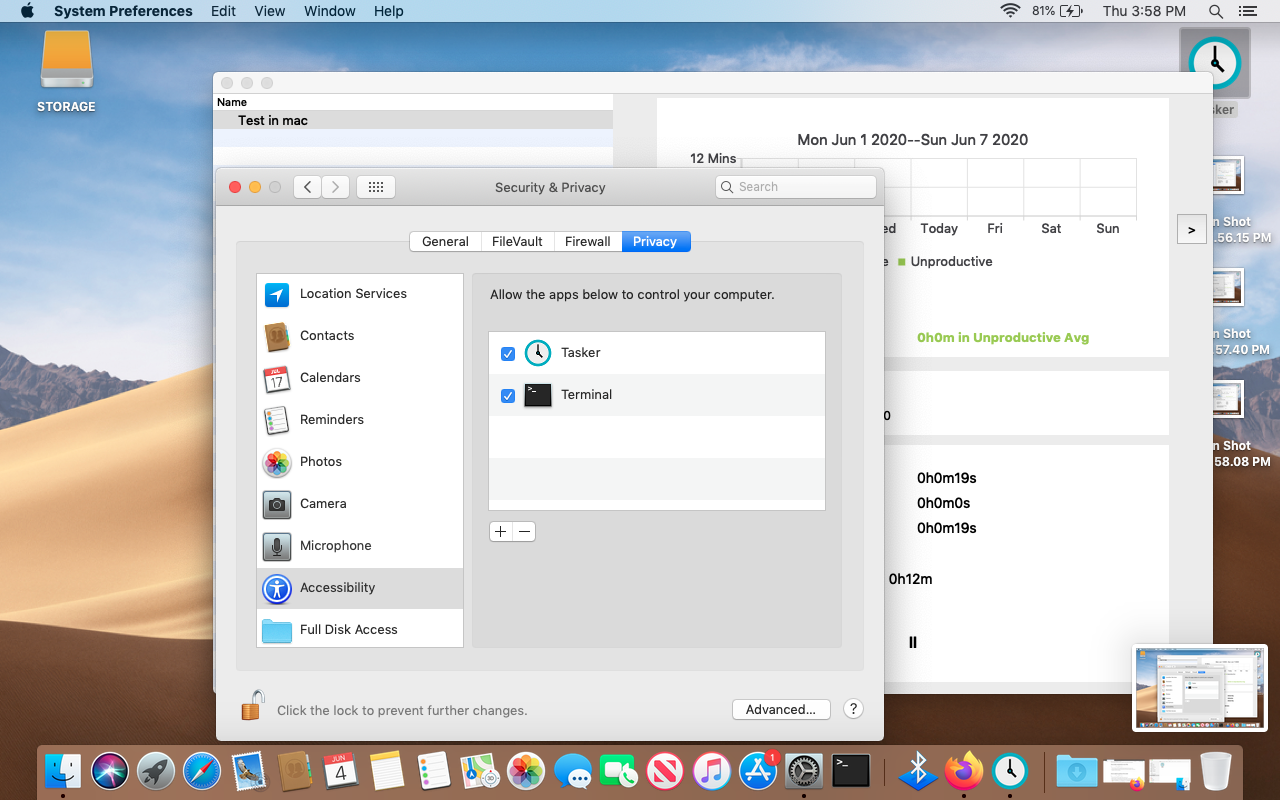 System Preferences Edit View Window Help 81% Thu 3:58 PM
STORAGE
sker
Name
Test in mac
Mon Jun 1 2020--Sun Jun 7 2020
12 Mins
ed Today Fri Sat Sun
>
e Unproductive
0h0m in Unproductive Avg
0
0h0m19s
0h0m0s
0h0m19s
0h12m
n Shot
.56.15 PM
n Shot
.57.40 PM
n Shot
58.08 PM
Security & Privacy
Search
General FileVault Firewall Privacy
Location Services
Contacts
Calendars
Reminders
Photos
Camera
Microphone
Accessibility
Full Disk Access
Allow the apps below to control your computer.
Tasker
Terminal
+ −
Click the lock to prevent further changes.
Advanced... ?
JUL
17
JUN
4
3D
1